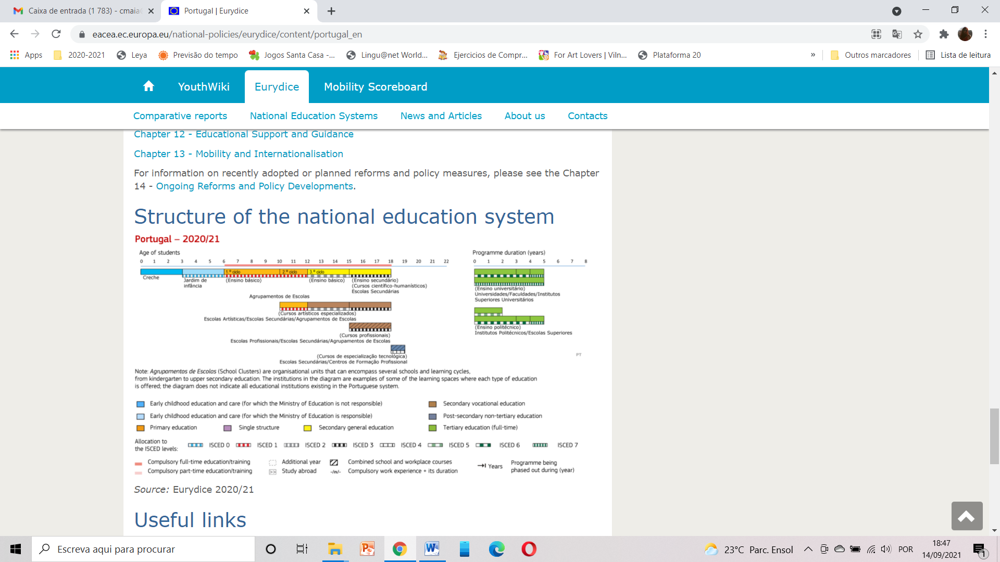 Caixa de entrada (1 783) - cmaia
Portugal | Eurydice
eacea.ec.europa.eu/national-policies/eurydice/content/portugal_en
Apps 2020-2021 Leya Previsão do tempo Jogos Santa Casa -... Lingu@net World... Ejercicios de Compr... For Art Lovers | Viln... Plataforma 20 » Outros marcadores Lista de leitura
YouthWiki Eurydice Mobility Scoreboard
Comparative reports National Education Systems News and Articles About us Contacts
Chapter 12 - Educational Support and Guidance
Chapter 13 - Mobility and Internationalisation
For information on recently adopted or planned reforms and policy measures, please see the Chapter
14 - Ongoing Reforms and Policy Developments.
Structure of the national education system
Portugal – 2020/21
Age of students
0 1 2 3 4 5 6 7 8 9 10 11 12 13 14 15 16 17 18 19 20 21 22
1.º ciclo 2.º ciclo 3.º ciclo
Creche
Jardim de
infância
(Ensino básico)
(Ensino básico)
(Ensino secundário)
(Cursos científico-humanísticos)
Escolas Secundárias
Agrupamentos de Escolas
(Cursos artísticos especializados)
Escolas Artísticas/Escolas Secundárias/Agrupamentos de Escolas
(Cursos profissionais)
Escolas Profissionais/Escolas Secundárias/Agrupamentos de Escolas
(Cursos de especialização tecnológica)
Escolas Secundárias/Centros de Formação Profissional
Programme duration (years)
0 1 2 3 4 5 6 7 8
(Ensino universitário)
Universidades/Faculdades/Institutos
Superiores Universitários
(Ensino politécnico)
Institutos Politécnicos/Escolas Superiores
PT
Note: Agrupamentos de Escolas (School Clusters) are organisational units that can encompass several schools and learning cycles,
from kindergarten to upper secondary education. The institutions in the diagram are examples of some of the learning spaces where each type of education
is offered; the diagram does not indicate all educational institutions existing in the Portuguese system.
Early childhood education and care (for which the Ministry of Education is not responsible) Secondary vocational education
Early childhood education and care (for which the Ministry of Education is responsible) Post-secondary non-tertiary education
Primary education Single structure Secondary general education Tertiary education (full-time)
Allocation to
the ISCED levels: ISCED 0 ISCED 1 ISCED 2 ISCED 3 ISCED 4 ISCED 5 ISCED 6 ISCED 7
Compulsory full-time education/training Additional year Combined school and workplace courses
Compulsory part-time education/training >> Study abroad -/n/- Compulsory work experience + its duration
Years Programme being
phased out during (year)
Source: Eurydice 2020/21
Useful links
Escreva aqui para procurar
23°C Parc. Ensol
POR
18:47
14/09/2021
1